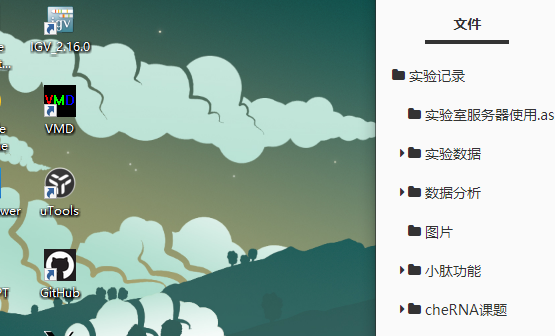 IGV_2.16.0
VMD
VMD
uTools
GitHub
文件
实验记录
实验室服务器使用.as
实验数据
数据分析
图片
小肽功能
cheRNA课题